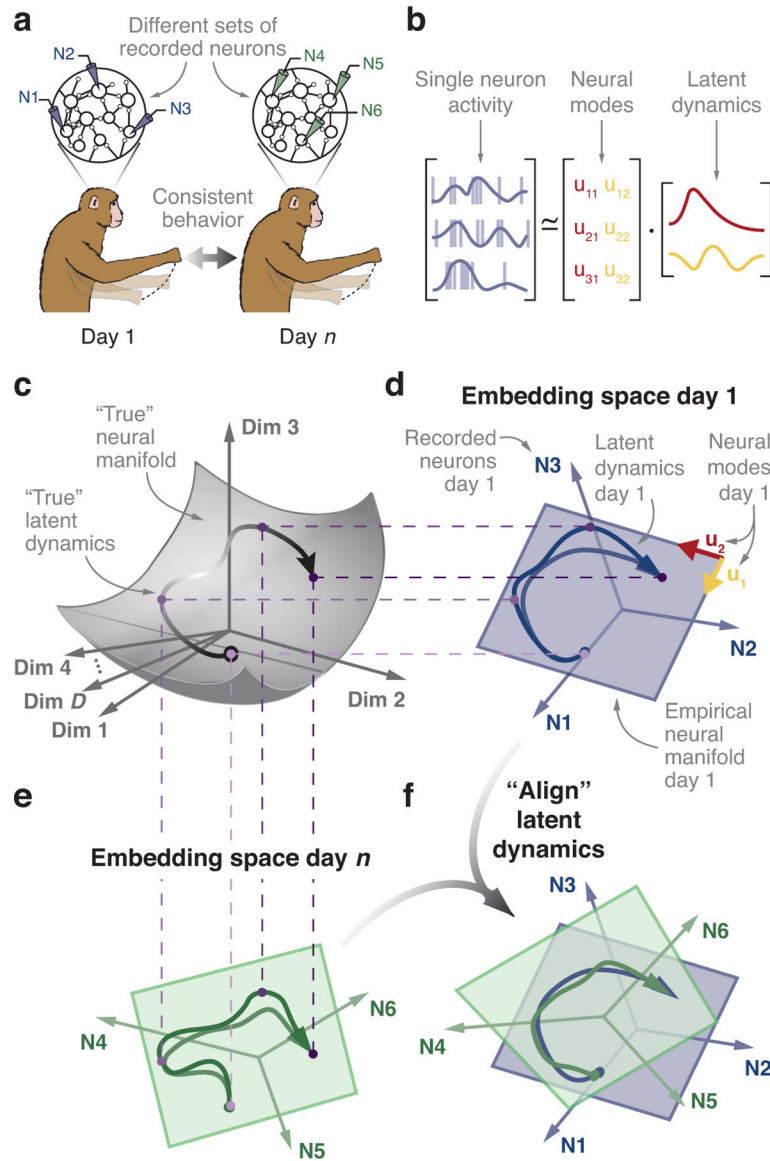 a
Different sets of
recorded neurons
N2
N1
N3
N4
N5
N6
Consistent
behavior
Day 1
Day n
b
Single neuron
activity
Neural
modes
Latent
dynamics
≃
u11 u12
u21 u22
u31 u32
·
c
“True”
neural
manifold
“True”
latent
dynamics
Dim 3
Dim 4
Dim D
Dim 1
Dim 2
d
Embedding space day 1
Recorded
neurons
day 1
N3
Latent
dynamics
day 1
Neural
modes
day 1
u2
u1
N2
N1
Empirical
neural
manifold
day 1
e
Embedding space day n
N4
N6
N5
f
“Align”
latent
dynamics
N3
N6
N4
N2
N5
N1